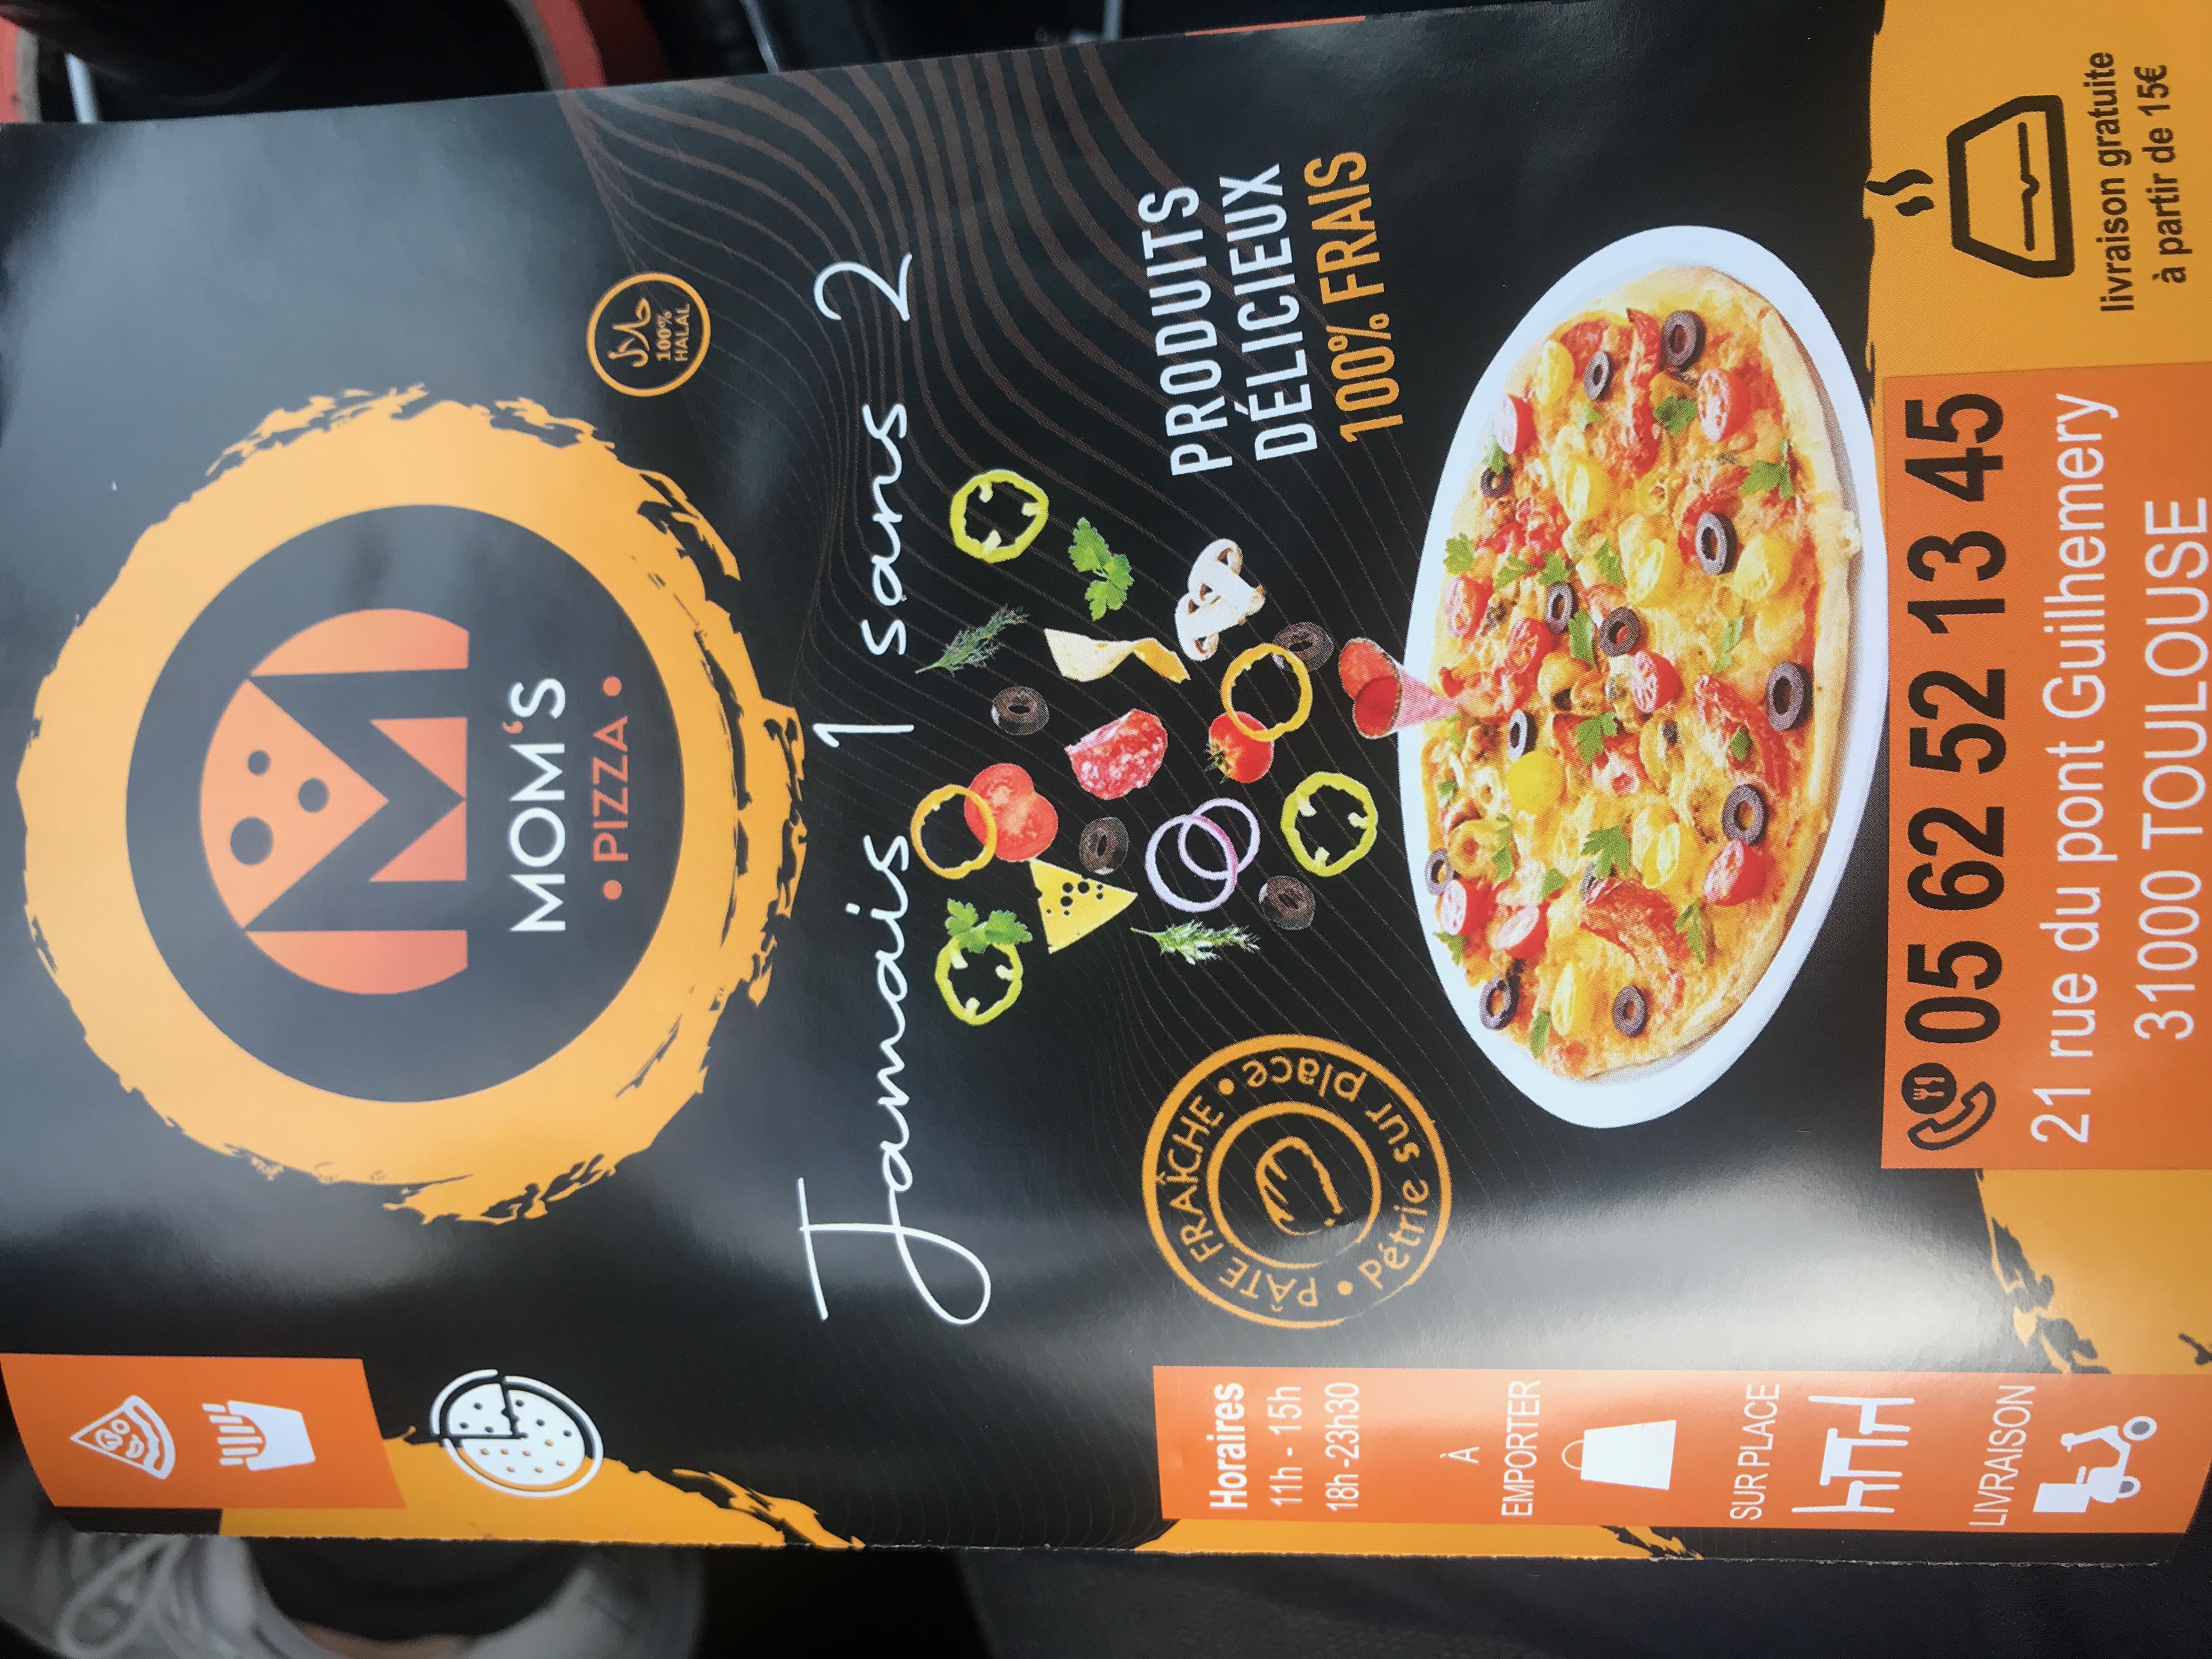 MOM'S
• PIZZA •
حلال
100%
HALAL
Jamais 1 sans 2
PRODUITS
DÉLICIEUX
100% FRAIS
• PÂTE FRAÎCHE •
Pétrie sur place
Horaires
11h - 15h
18h-23h30
À
EMPORTER
SUR PLACE
LIVRAISON
05 62 52 13 45
21 rue du pont Guilhemery
31000 TOULOUSE
livraison gratuite
à partir de 15€